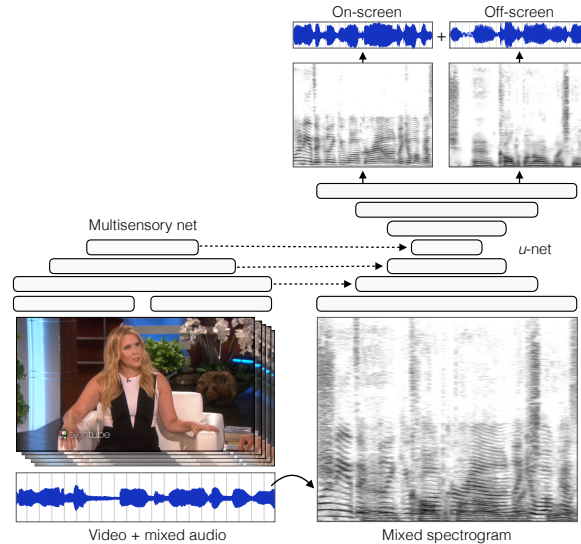 On-screen
+
Off-screen
Multisensory net
u-net
Video + mixed audio
Mixed spectrogram